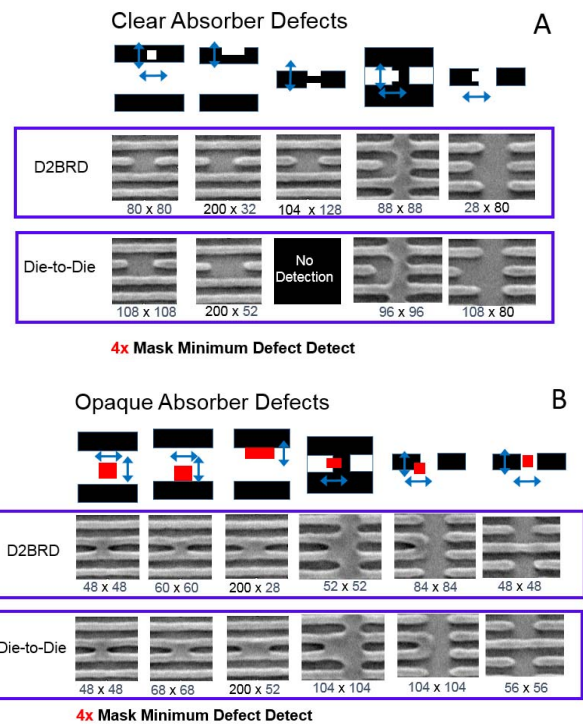 Clear Absorber Defects
A
D2BRD
80 x 80
200 x 32
104 x 128
88 x 88
28 x 80
Die-to-Die
No
Detection
108 x 108
200 x 52
96 x 96
108 x 80
4x Mask Minimum Defect Detect
Opaque Absorber Defects
B
D2BRD
48 x 48
60 x 60
200 x 28
52 x 52
84 x 84
48 x 48
Die-to-Die
48 x 48
68 x 68
200 x 52
104 x 104
104 x 104
56 x 56
4x Mask Minimum Defect Detect